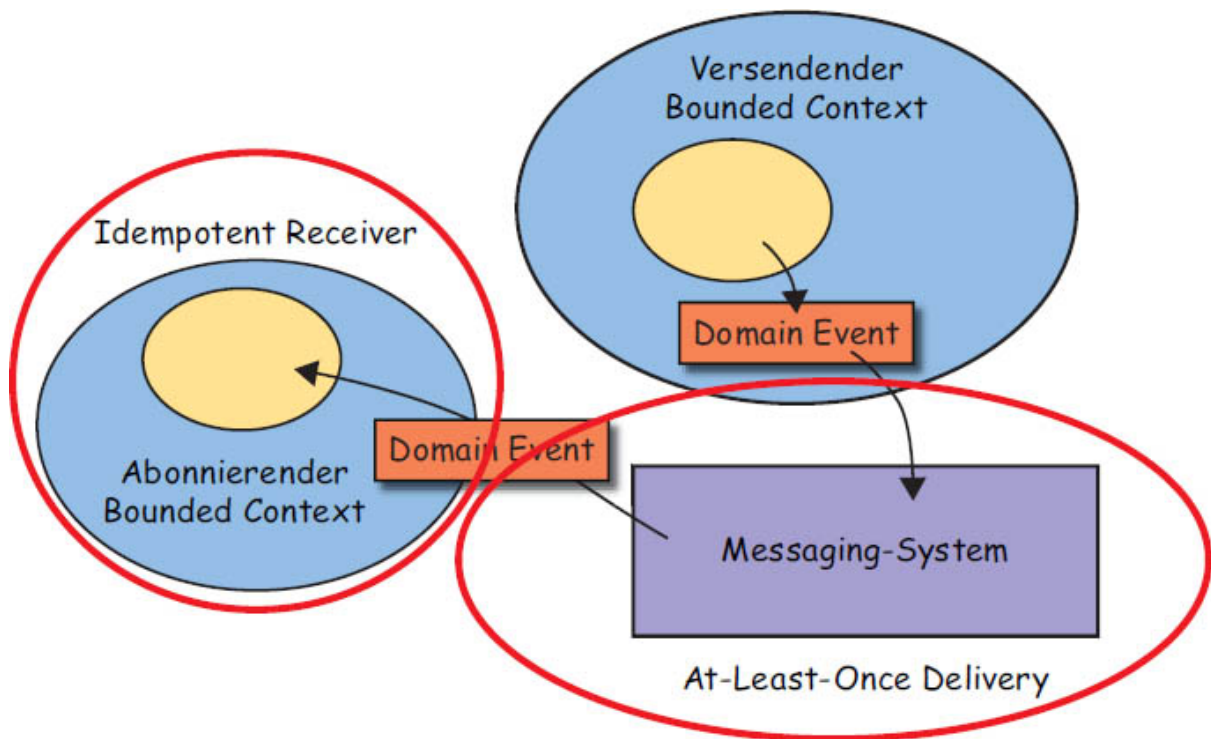 Versendender
Bounded Context
Domain Event
Idempotent Receiver
Abonnierender
Bounded Context
Domain Event
Messaging-System
At-Least-Once Delivery